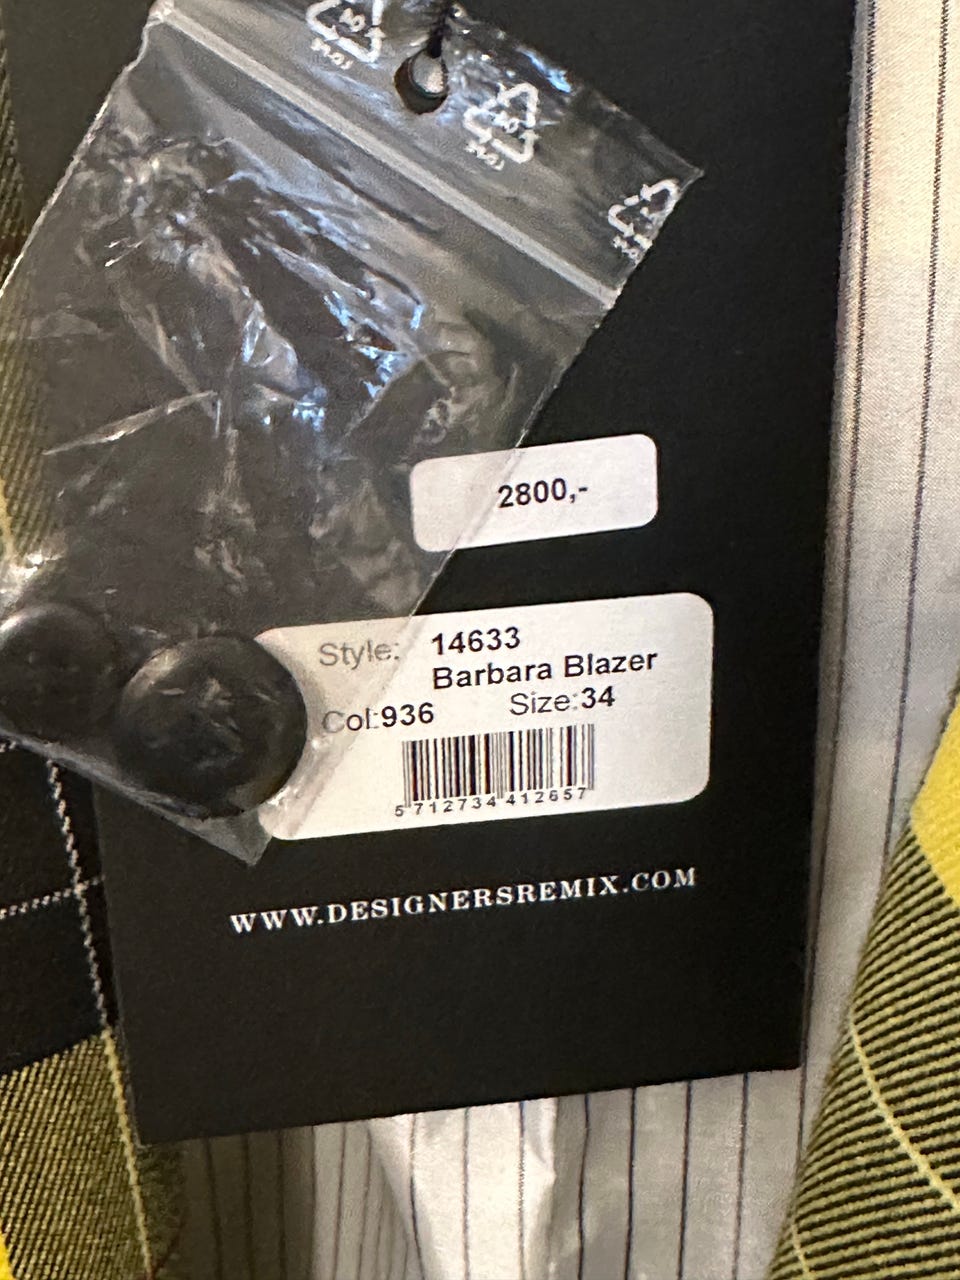 2800,-
Style: 14633
Barbara Blazer
Col:936 Size:34
5 712734 412657
WWW.DESIGNERSREMIX.COM